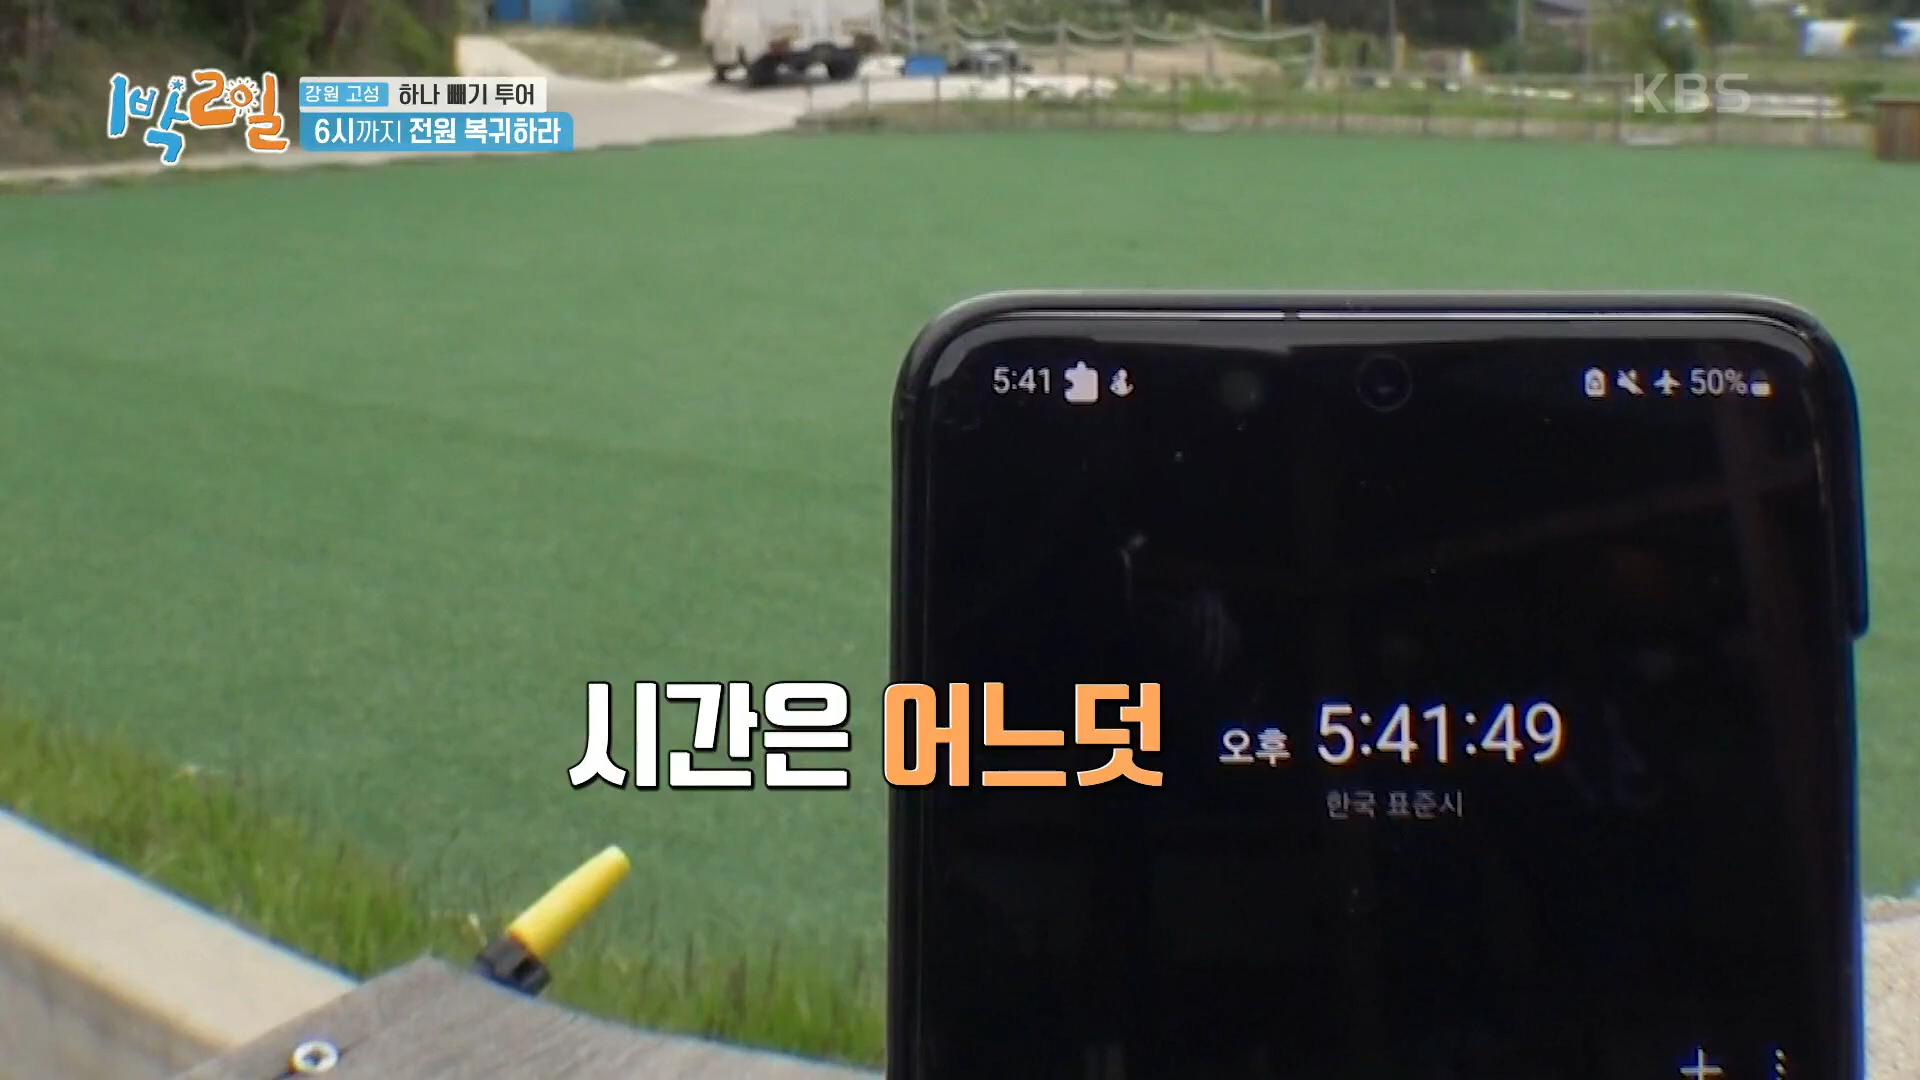 1박2일
강원 고성 하나 빼기 투어
6시까지 전원 복귀하라
KBS
5:41
50%
시간은 어느덧
오후 5:41:49
한국 표준시